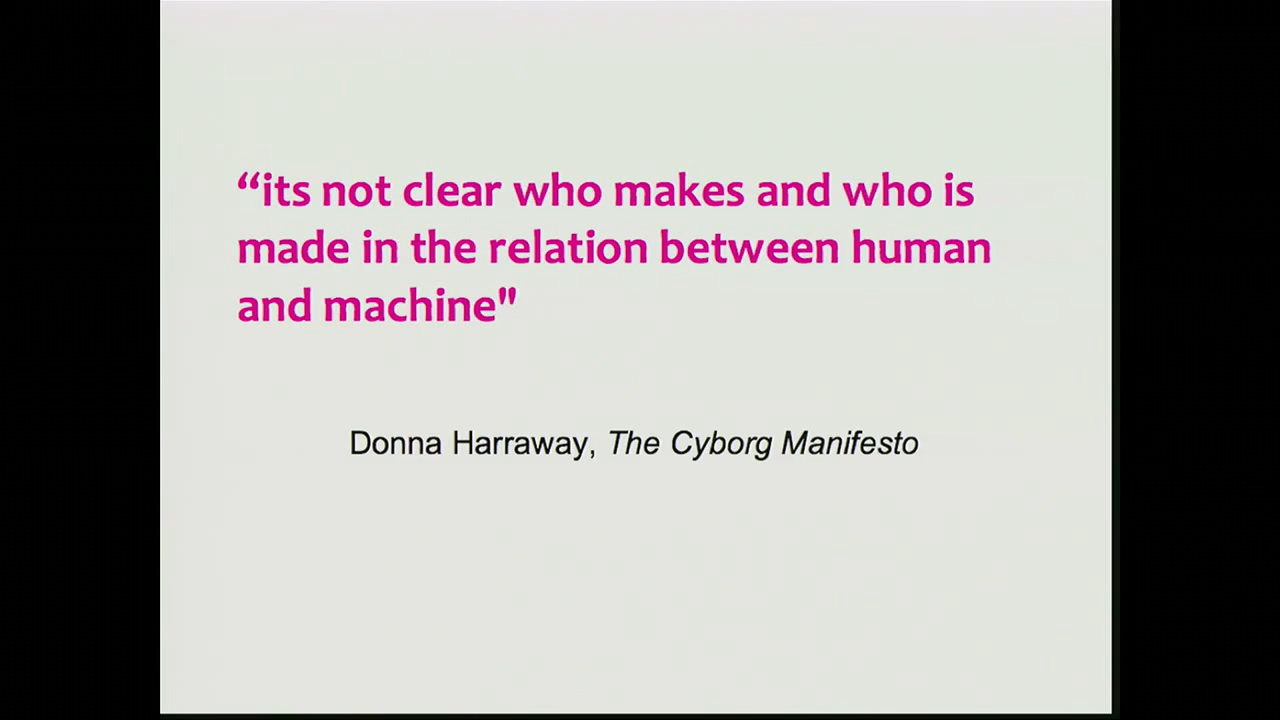 “its not clear who makes and who is
made in the relation between human
and machine"
Donna Harraway, The Cyborg Manifesto